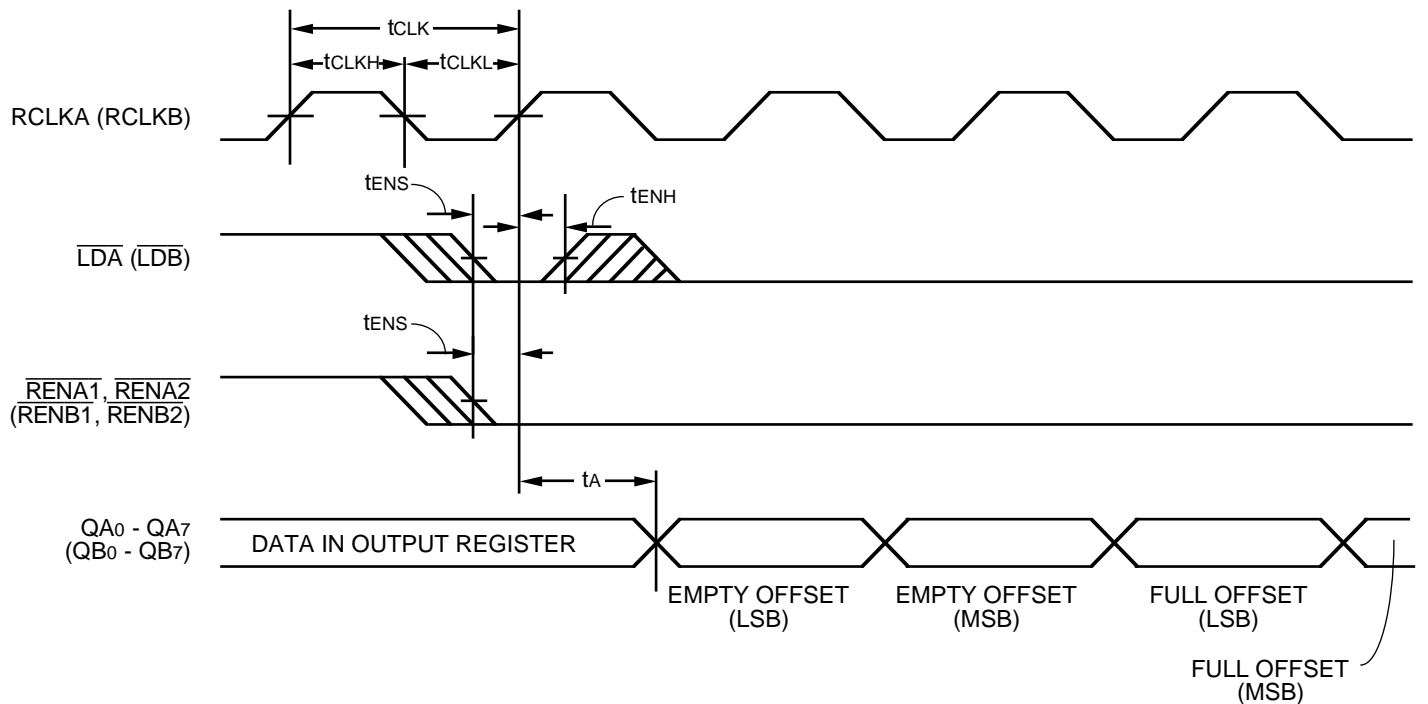 tCLK
tCLKH
tCLKL
RCLKA (RCLKB)
tENS
tENH
LDA (LDB)
tENS
RENA1, RENA2
(RENB1, RENB2)
tA
QA0 - QA7
(QB0 - QB7)
DATA IN OUTPUT REGISTER
EMPTY OFFSET
(LSB)
EMPTY OFFSET
(MSB)
FULL OFFSET
(LSB)
FULL OFFSET
(MSB)